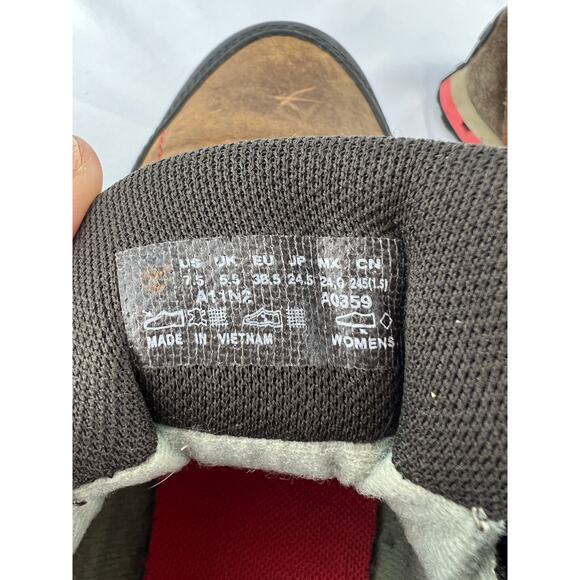 US UK EU JP MX CN
7.5 5.5 38.5 24.5 24.0 245(1.5)
A11N2 A0359
MADE IN VIETNAM WOMENS